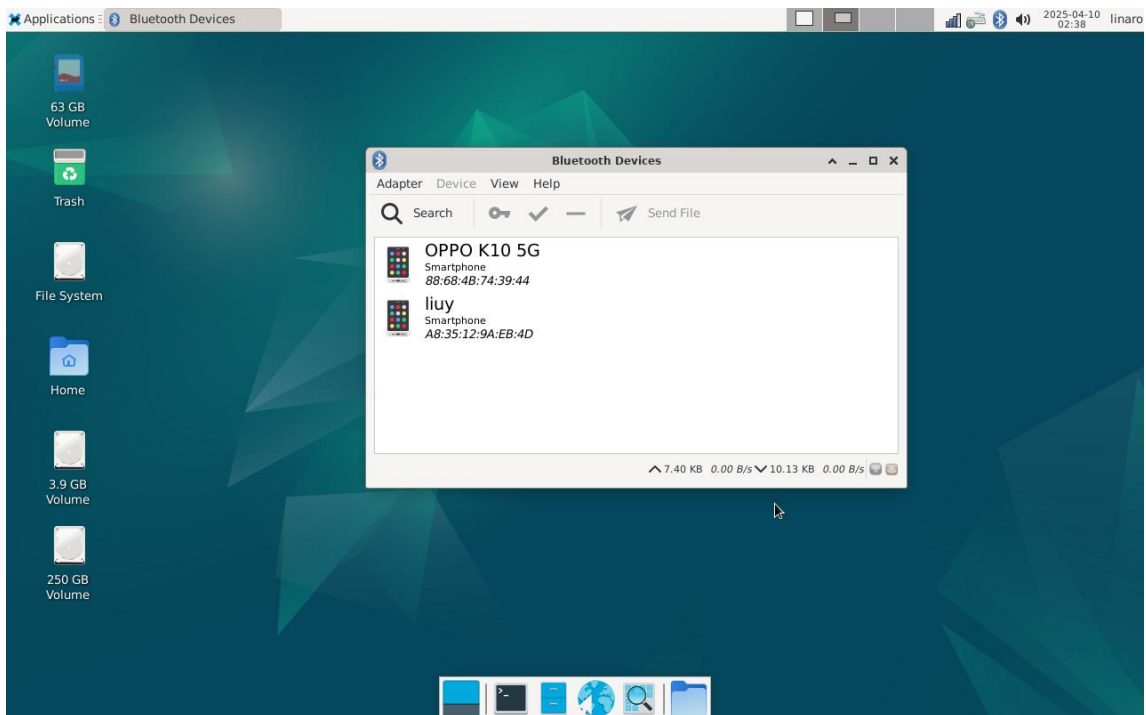 Applications
Bluetooth Devices
2025-04-10
02:38
linaro
63 GB
Volume
Trash
File System
Home
3.9 GB
Volume
250 GB
Volume
Bluetooth Devices
Adapter Device View Help
Search Send File
OPPO K10 5G
Smartphone
88:68:4B:74:39:44
liuy
Smartphone
A8:35:12:9A:EB:4D
7.40 KB 0.00 B/s 10.13 KB 0.00 B/s